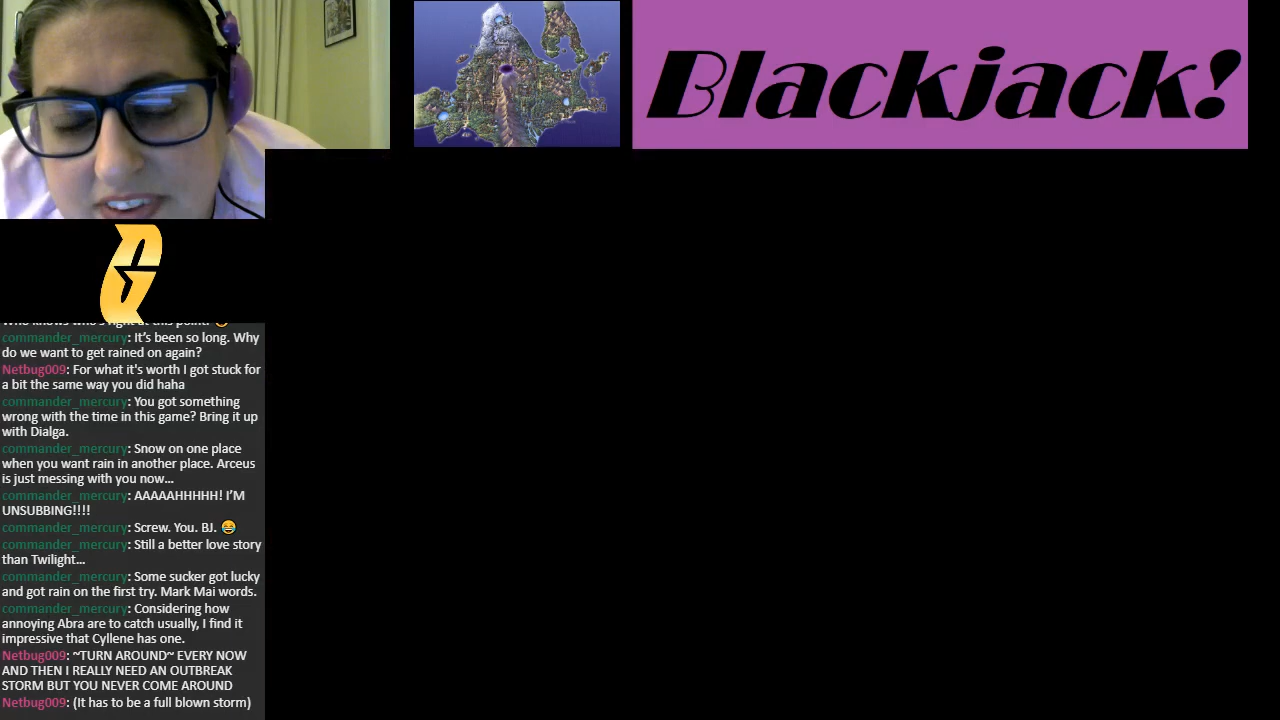 Blackjack!
Who knows who's right at this point. 😅
commander_mercury: It’s been so long. Why
do we want to get rained on again?
Netbug009: For what it's worth I got stuck for
a bit the same way you did haha
commander_mercury: You got something
wrong with the time in this game? Bring it up
with Dialga.
commander_mercury: Snow on one place
when you want rain in another place. Arceus
is just messing with you now...
commander_mercury: AAAAAHHHHH! I’M
UNSUBBING!!!!
commander_mercury: Screw. You. BJ. 😂
commander_mercury: Still a better love story
than Twilight...
commander_mercury: Some sucker got lucky
and got rain on the first try. Mark Mai words.
commander_mercury: Considering how
annoying Abra are to catch usually, I find it
impressive that Cyllene has one.
Netbug009: ~TURN AROUND~ EVERY NOW
AND THEN I REALLY NEED AN OUTBREAK
STORM BUT YOU NEVER COME AROUND
Netbug009: (It has to be a full blown storm)